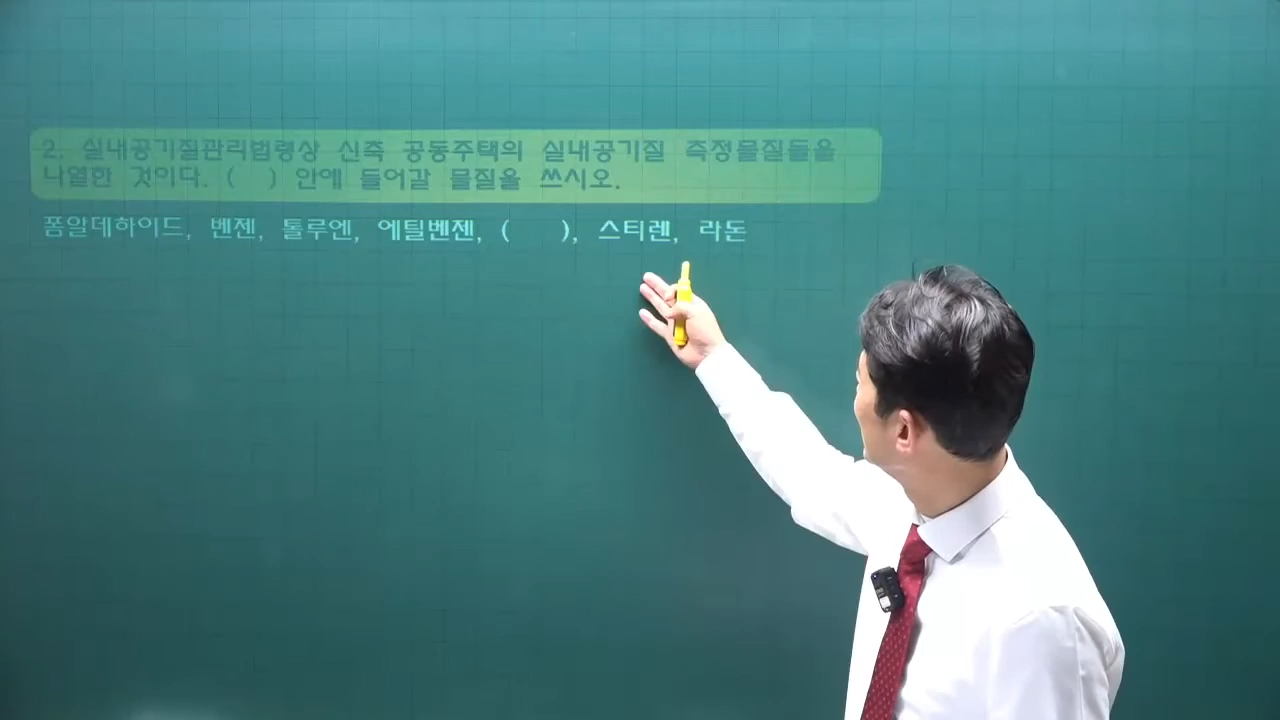 2. 실내공기질관리법령상 신축 공동주택의 실내공기질 측정물질들을
나열한 것이다. (   ) 안에 들어갈 물질을 쓰시오.
폼알데하이드, 벤젠, 톨루엔, 에틸벤젠, (    ), 스티렌, 라돈